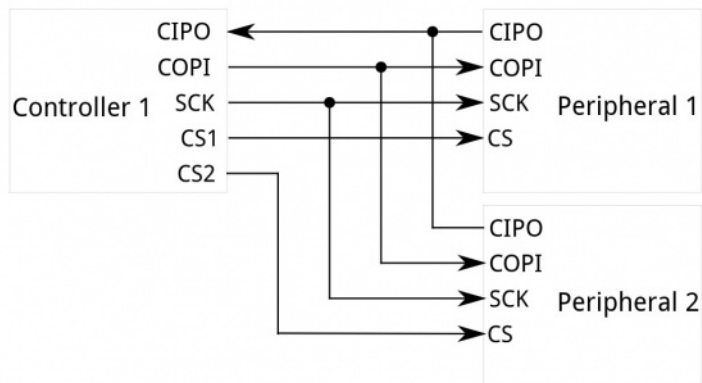 CIPO
COPI
Controller 1
SCK
CS1
CS2
CIPO
COPI
SCK
Peripheral 1
CS
CIPO
COPI
SCK
Peripheral 2
CS